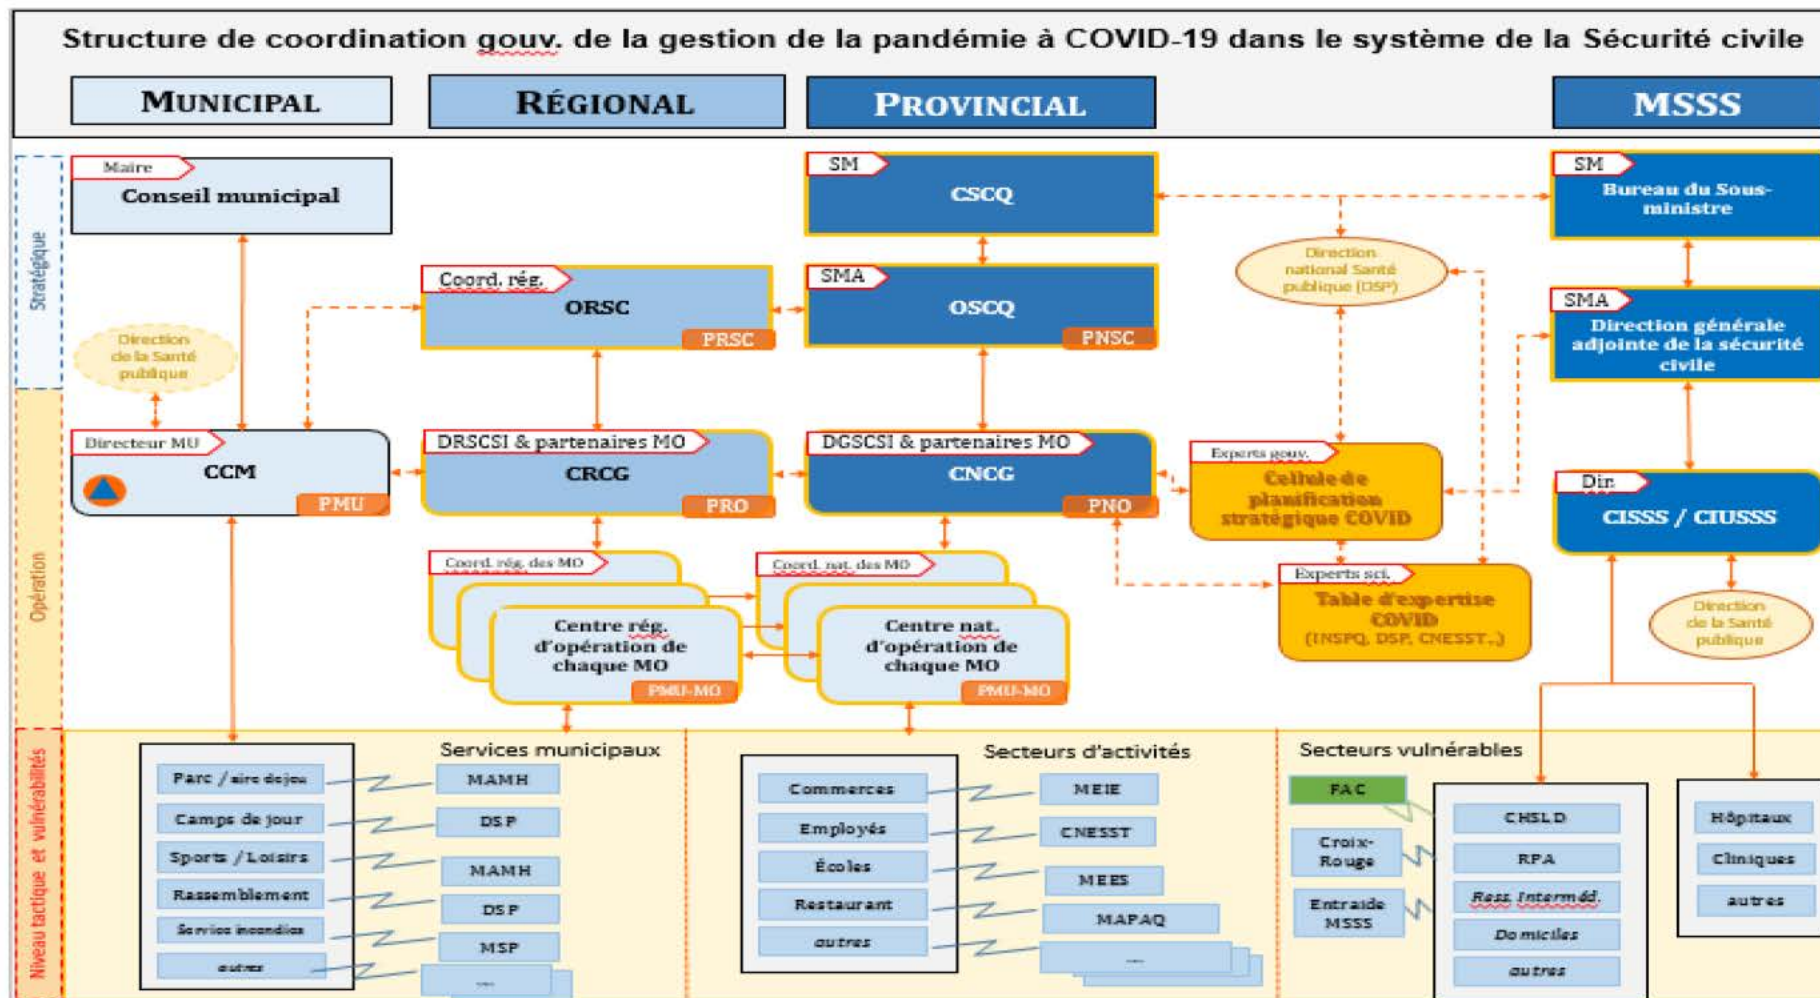 Structure de coordination gouv. de la gestion de la pandémie à COVID-19 dans le système de la Sécurité civile
MUNICIPAL
RÉGIONAL
PROVINCIAL
MSSS
Stratégique
Opération
Niveau tactique et vulnérabilités
Maire
Conseil municipal
SM
CSCQ
SM
Bureau du Sous-
ministre
Coord. rég.
ORSC
PRSC
SMA
OSCQ
PNSC
Direction
national Santé
publique (DSP)
SMA
Direction générale
adjointe de la sécurité
civile
Direction
de la Santé
publique
Directeur MU
CCM
PMU
DRSCSI & partenaires MO
CRCG
PRO
DGSCSI & partenaires MO
CNCG
PNO
Experts gouv.
Cellule de
planification
stratégique COVID
Dir.
CISSS / CIUSSS
Coord. rég. des MO
Centre rég.
d'opération de
chaque MO
PMU-MO
Coord. nat. des MO
Centre nat.
d'opération de
chaque MO
PMU-MO
Experts sci.
Table d'expertise
COVID
(INSPQ, DSP, CNESST..)
Direction
de la Santé
publique
Services municipaux
Parc / aire de jeu
Camps de jour
Sports / Loisirs
Rassemblement
Service incendies
autres
MAMH
DSP
MAMH
DSP
MSP
....
Secteurs d'activités
Commerces
Employés
Écoles
Restaurant
autres
MEIE
CNESST
MEES
MAPAQ
....
Secteurs vulnérables
FAC
Croix-
Rouge
Entraide
MSSS
CHSLD
RPA
Ress. Interméd.
Domiciles
autres
Hôpitaux
Cliniques
autres